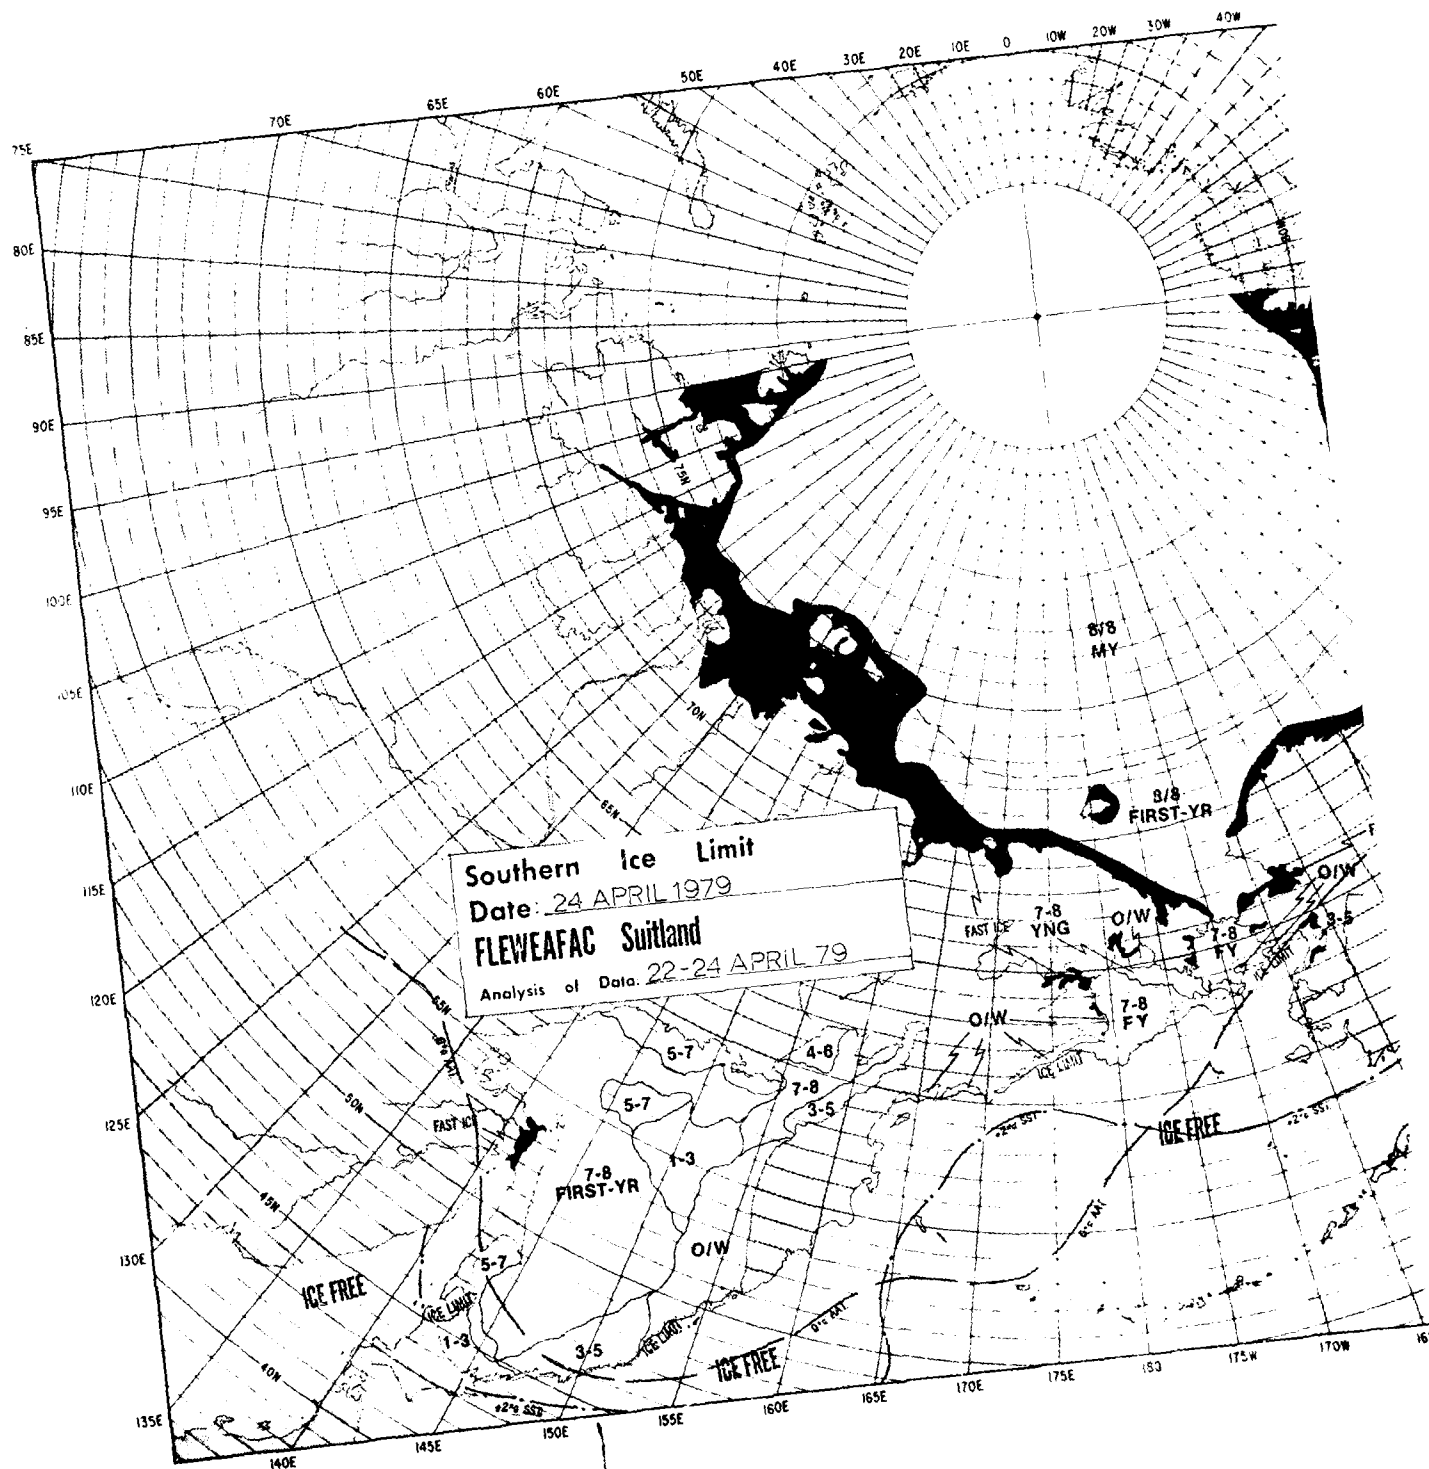 40W
30W
20W
10W
0
10E
20E
30E
40E
50E
60E
65E
70E
75E
80E
85E
90E
95E
100E
105E
110E
115E
120E
125E
130E
135E
75N
70N
65N
8/8
MY
8/8
FIRST-YR
Southern Ice Limit
Date: 24 APRIL 1979
FLEWEAFAC Suitland
Analysis of Data: 22-24 APRIL 79
FAST ICE
7-8
YNG
O/W
7-8
FY
O/W
3-5
ICE LIMIT
7-8
FY
O/W
ICE LIMIT
5-7
4-6
7-8
3-5
5-7
1-3
50N
FAST ICE
7-8
FIRST-YR
45N
O/W
5-7
ICE FREE
ICE LIMIT
1-3
3-5
ICE LIMIT
ICE FREE
ICE FREE
40N
140E
145E
150E
155E
160E
165E
170E
175E
180
175W
170W